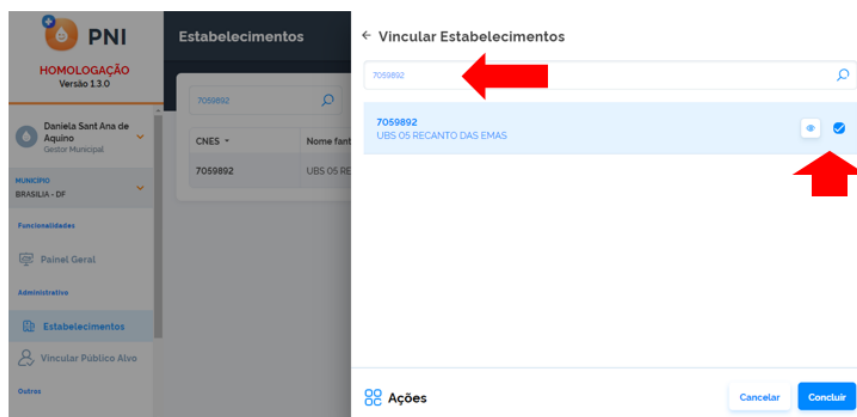 PNI
HOMOLOGAÇÃO
Versão 1.3.0
Daniela Sant Ana de
Aquino
Gestor Municipal
MUNICÍPIO
BRASILIA - DF
Funcionalidades
Painel Geral
Administrativo
Estabelecimentos
Vincular Público Alvo
Outros
Estabelecimentos
7059892
CNES
Nome fant
7059892
UBS 05 RE
Vincular Estabelecimentos
7059892
7059892
UBS 05 RECANTO DAS EMAS
Ações
Cancelar
Concluir